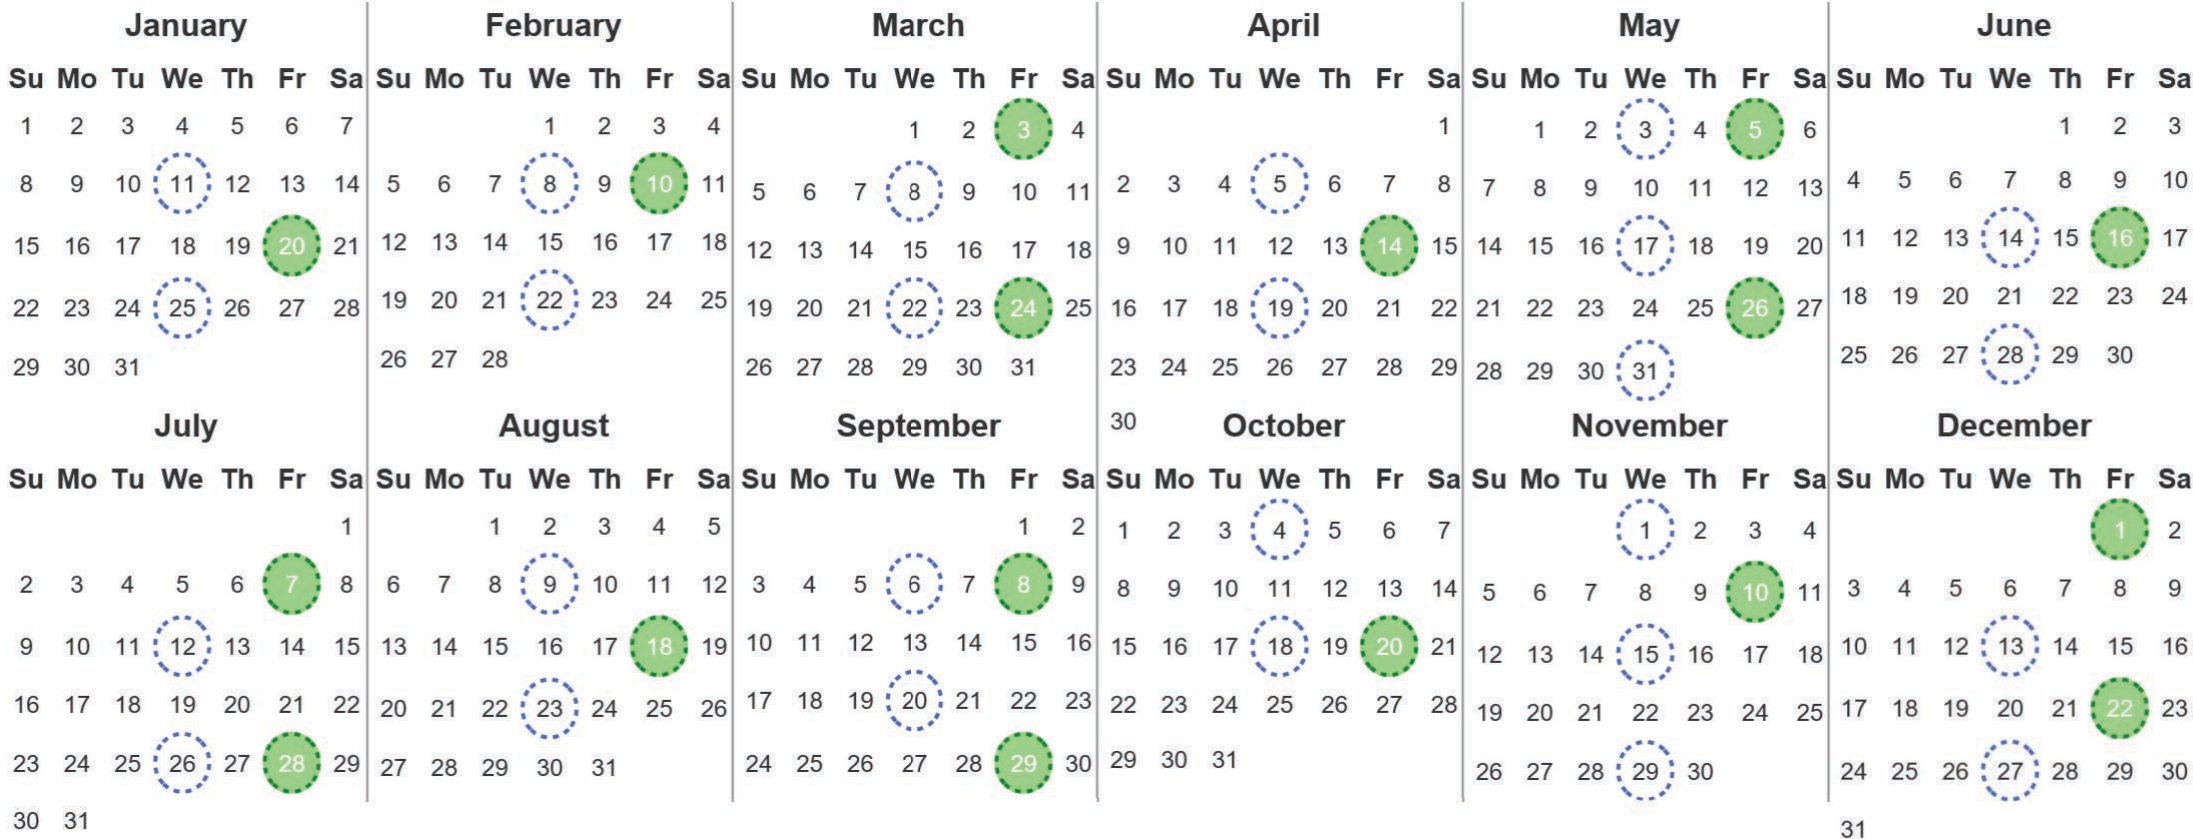 January
Su Mo Tu We Th Fr Sa
1 2 3 4 5 6 7
8 9 10 11 12 13 14
15 16 17 18 19 20 21
22 23 24 25 26 27 28
29 30 31
February
Su Mo Tu We Th Fr Sa
1 2 3 4
5 6 7 8 9 10 11
12 13 14 15 16 17 18
19 20 21 22 23 24 25
26 27 28
March
Su Mo Tu We Th Fr Sa
1 2 3 4
5 6 7 8 9 10 11
12 13 14 15 16 17 18
19 20 21 22 23 24 25
26 27 28 29 30 31
April
Su Mo Tu We Th Fr Sa
1
2 3 4 5 6 7 8
9 10 11 12 13 14 15
16 17 18 19 20 21 22
23 24 25 26 27 28 29
30
May
Su Mo Tu We Th Fr Sa
1 2 3 4 5 6
7 8 9 10 11 12 13
14 15 16 17 18 19 20
21 22 23 24 25 26 27
28 29 30 31
June
Su Mo Tu We Th Fr Sa
1 2 3
4 5 6 7 8 9 10
11 12 13 14 15 16 17
18 19 20 21 22 23 24
25 26 27 28 29 30
July
Su Mo Tu We Th Fr Sa
1
2 3 4 5 6 7 8
9 10 11 12 13 14 15
16 17 18 19 20 21 22
23 24 25 26 27 28 29
30 31
August
Su Mo Tu We Th Fr Sa
1 2 3 4 5
6 7 8 9 10 11 12
13 14 15 16 17 18 19
20 21 22 23 24 25 26
27 28 29 30 31
September
Su Mo Tu We Th Fr Sa
1 2
3 4 5 6 7 8 9
10 11 12 13 14 15 16
17 18 19 20 21 22 23
24 25 26 27 28 29 30
October
Su Mo Tu We Th Fr Sa
1 2 3 4 5 6 7
8 9 10 11 12 13 14
15 16 17 18 19 20 21
22 23 24 25 26 27 28
29 30 31
November
Su Mo Tu We Th Fr Sa
1 2 3 4
5 6 7 8 9 10 11
12 13 14 15 16 17 18
19 20 21 22 23 24 25
26 27 28 29 30
December
Su Mo Tu We Th Fr Sa
1 2
3 4 5 6 7 8 9
10 11 12 13 14 15 16
17 18 19 20 21 22 23
24 25 26 27 28 29 30
31